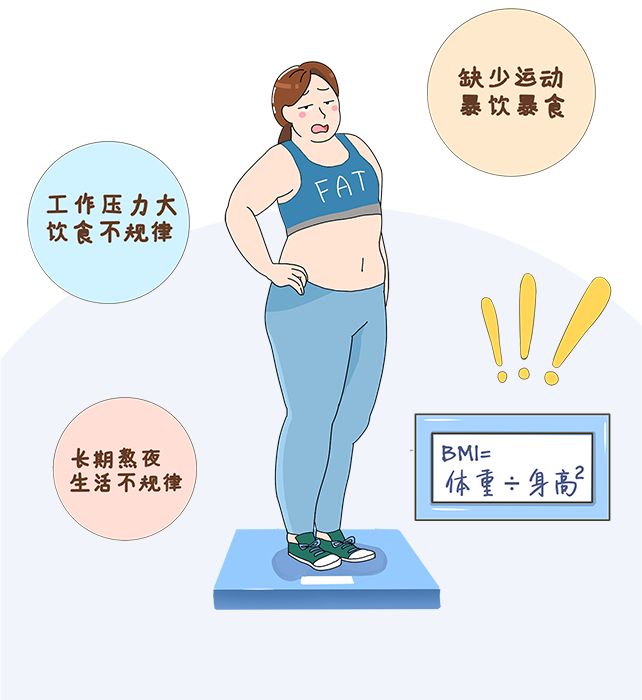 缺少运动
暴饮暴食
工作压力大
饮食不规律
FAT
BMI=
体重÷身高²
长期熬夜
生活不规律